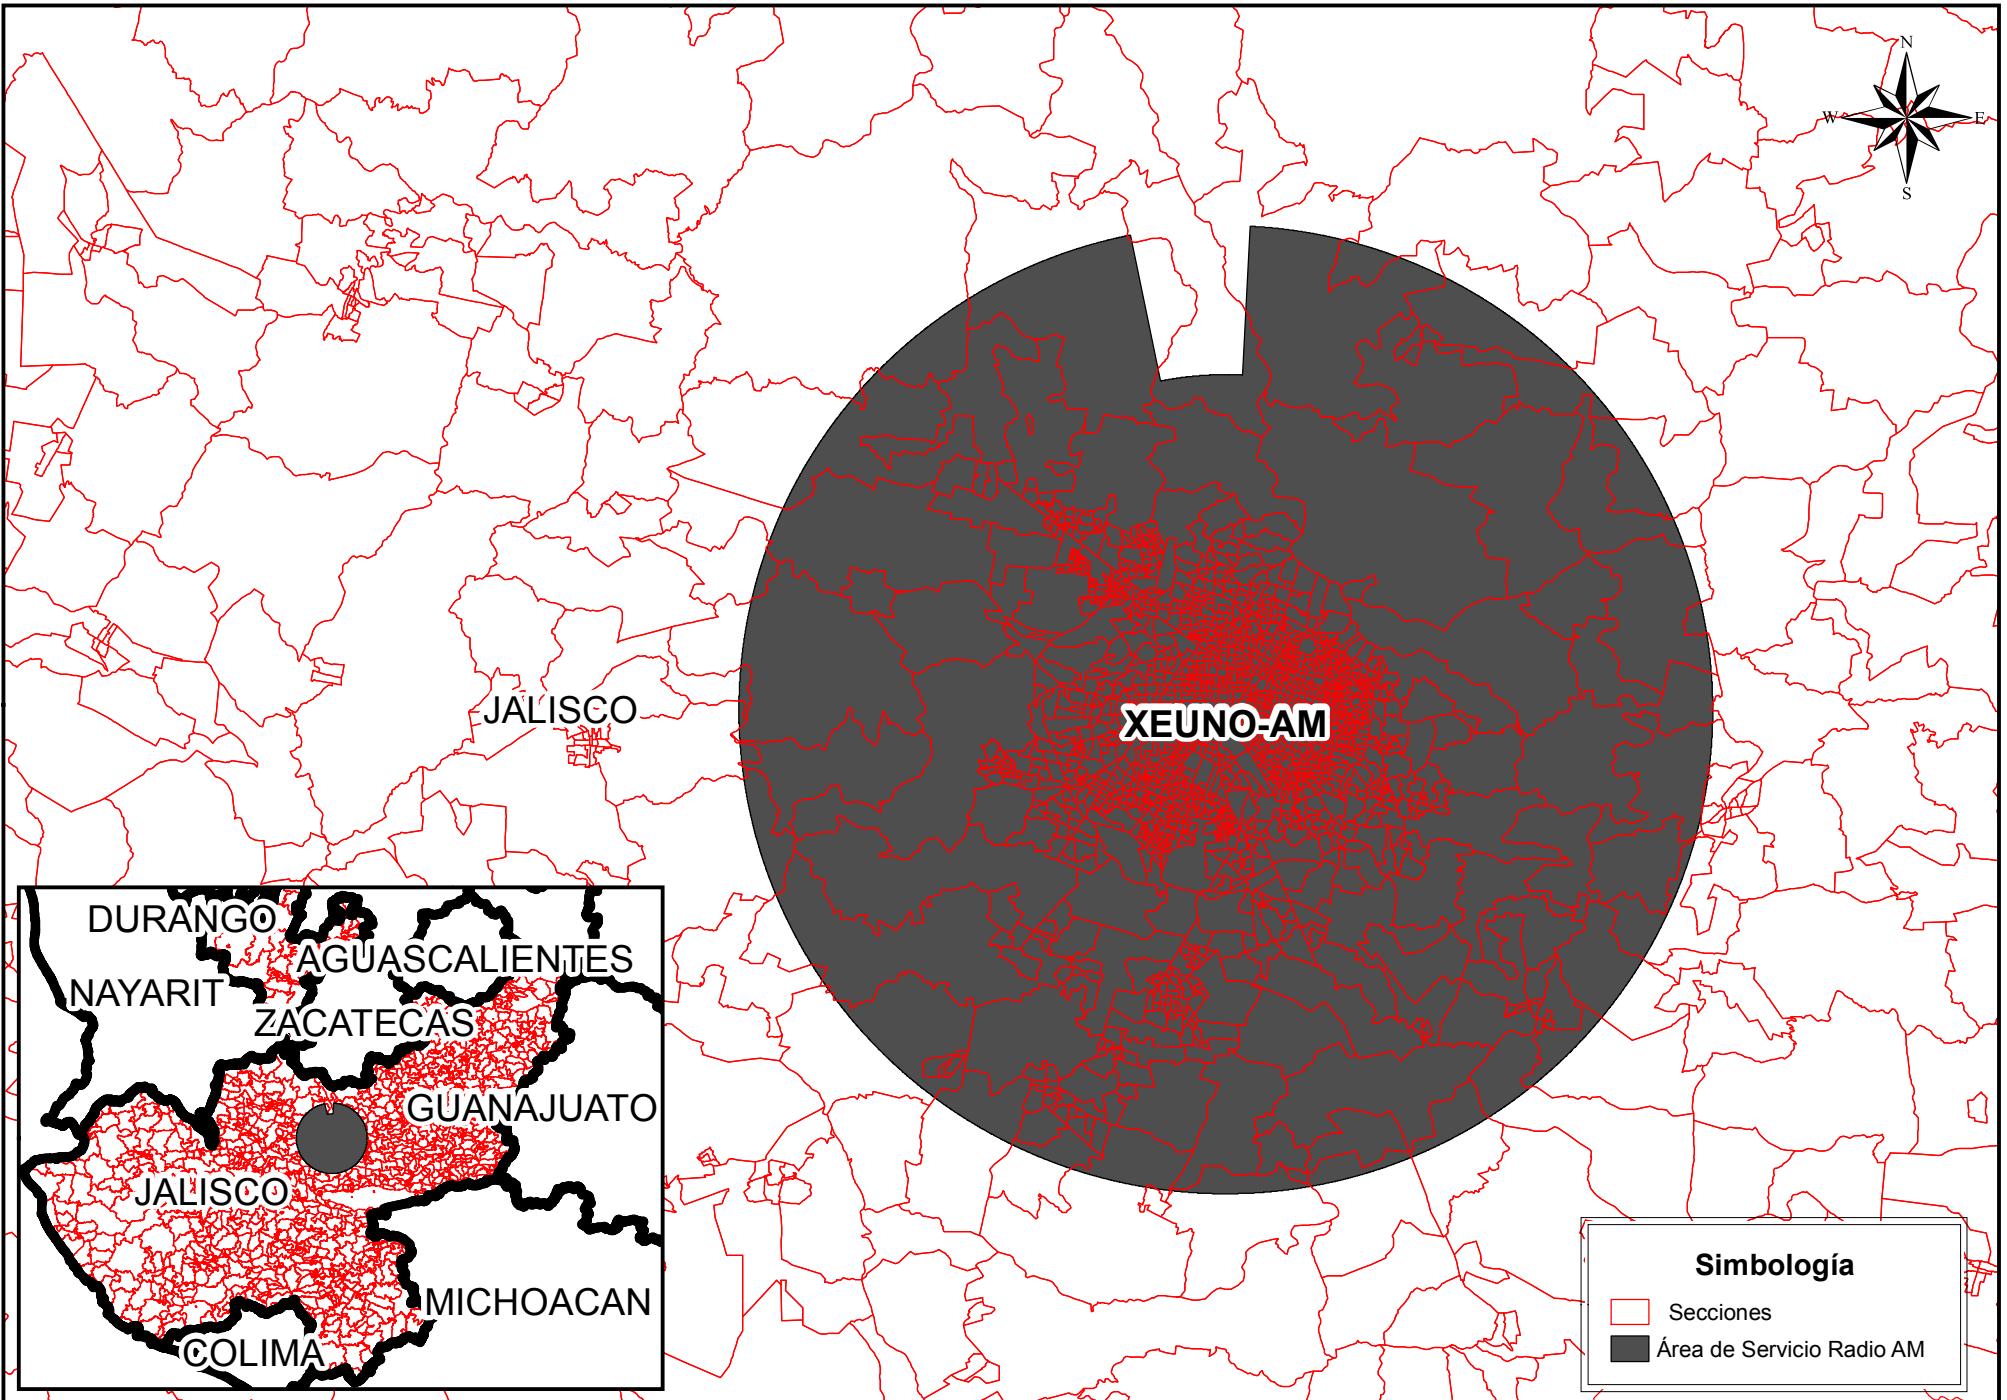 N
W
E
S
JALISCO
XEUNO-AM
DURANGO
AGUASCALIENTES
NAYARIT
ZACATECAS
GUANAJUATO
JALISCO
MICHOACAN
COLIMA
Simbología
Secciones
Área de Servicio Radio AM